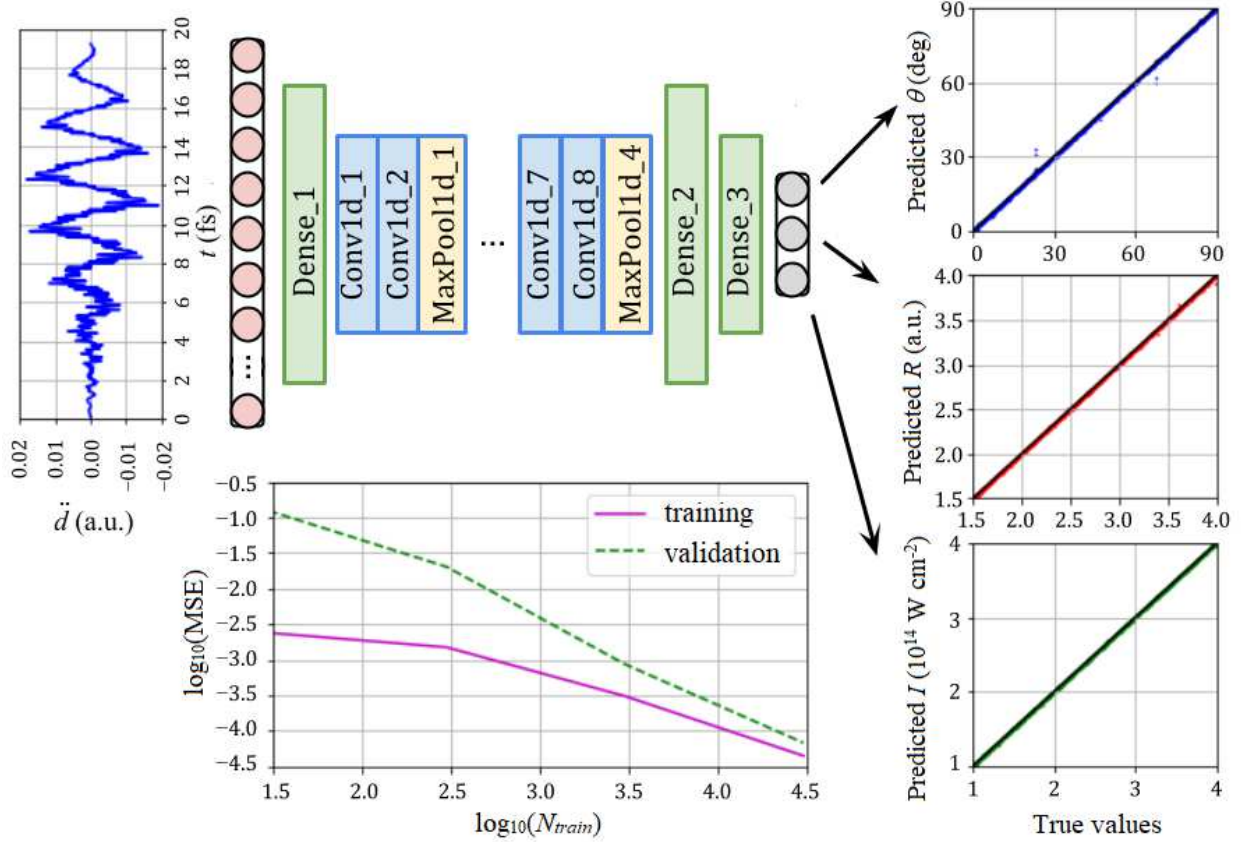 0 2 4 6 8 10 12 14 16 18 20
t (fs)
0.02 0.01 0.00 −0.01 −0.02
d̈ (a.u.)
...
Dense_1
Conv1d_1
Conv1d_2
MaxPool1d_1
...
Conv1d_7
Conv1d_8
MaxPool1d_4
Dense_2
Dense_3
90
60
30
0
0 30 60 90
Predicted θ (deg)
4.0
3.5
3.0
2.5
2.0
1.5
1.5 2.0 2.5 3.0 3.5 4.0
Predicted R (a.u.)
4
3
2
1
1 2 3 4
Predicted I (10¹⁴ W cm⁻²)
True values
−0.5
−1.0
−1.5
−2.0
−2.5
−3.0
−3.5
−4.0
−4.5
log₁₀(MSE)
training
validation
1.5 2.0 2.5 3.0 3.5 4.0 4.5
log₁₀(Ntrain)